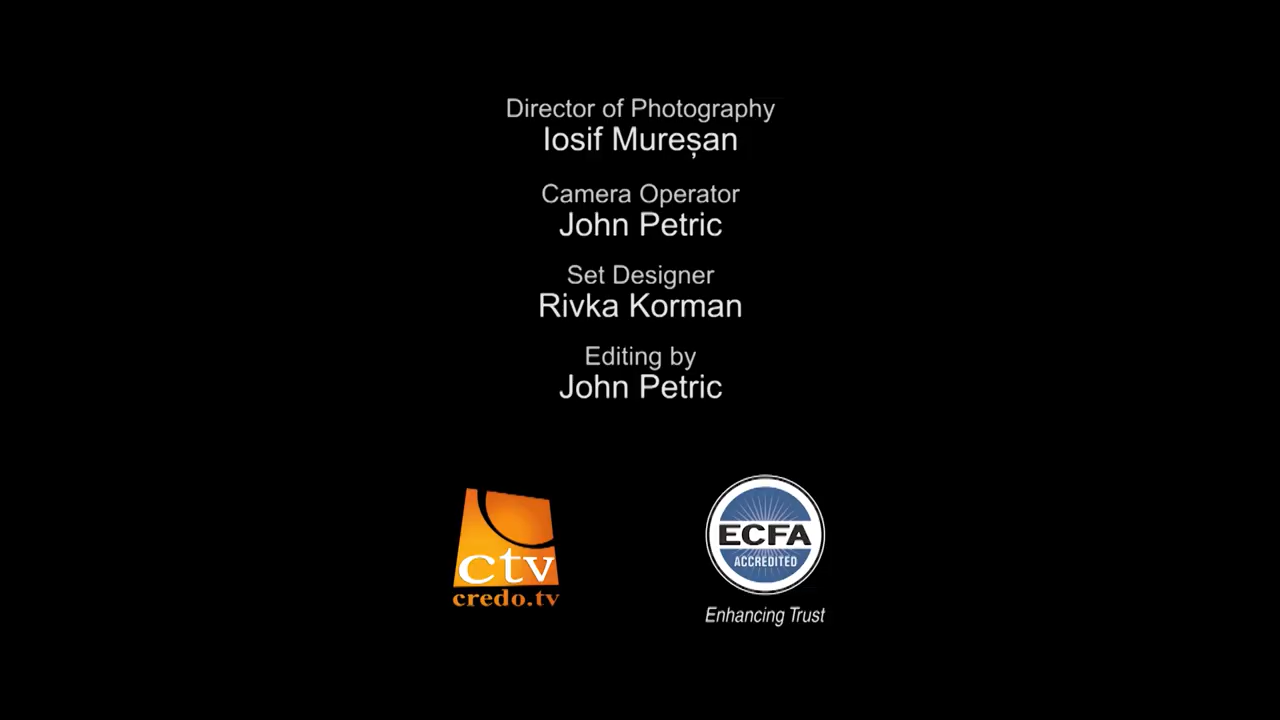 Director of Photography
Iosif Mureșan
Camera Operator
John Petric
Set Designer
Rivka Korman
Editing by
John Petric
ctv
credo.tv
ECFA
ACCREDITED
Enhancing Trust